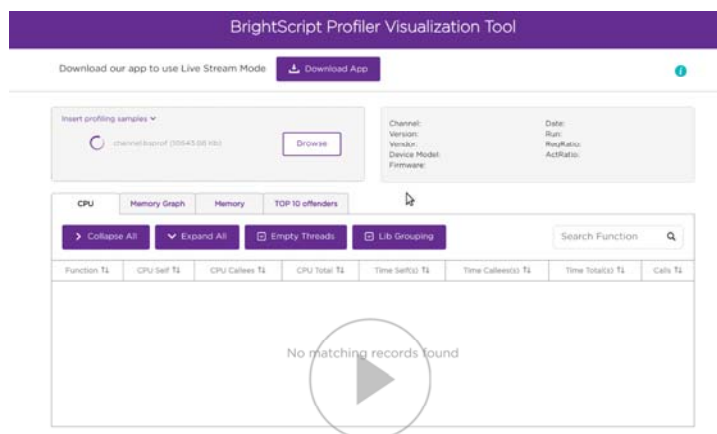 BrightScript Profiler Visualization Tool
Download our app to use Live Stream Mode
Download App
Insert profiling samples
Browse
Channel:
Version:
Vendor:
Device Model:
Firmware:
Date:
Run:
ReqRatio:
ActRatio:
CPU
Memory Graph
Memory
TOP 10 offenders
Collapse All
Expand All
Empty Threads
Lib Grouping
Search Function
Function
CPU Self
CPU Callees
CPU Total
Time Self(s)
Time Callees(s)
Time Total(s)
Calls
No matching records found